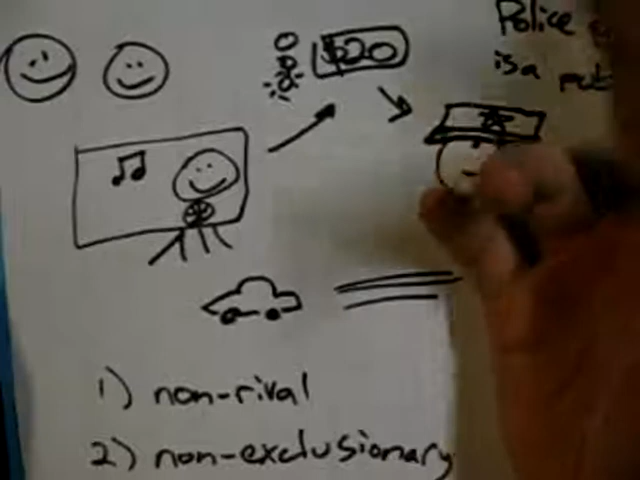 $20
Police
is a
1) non-rival
2) non-exclusionary